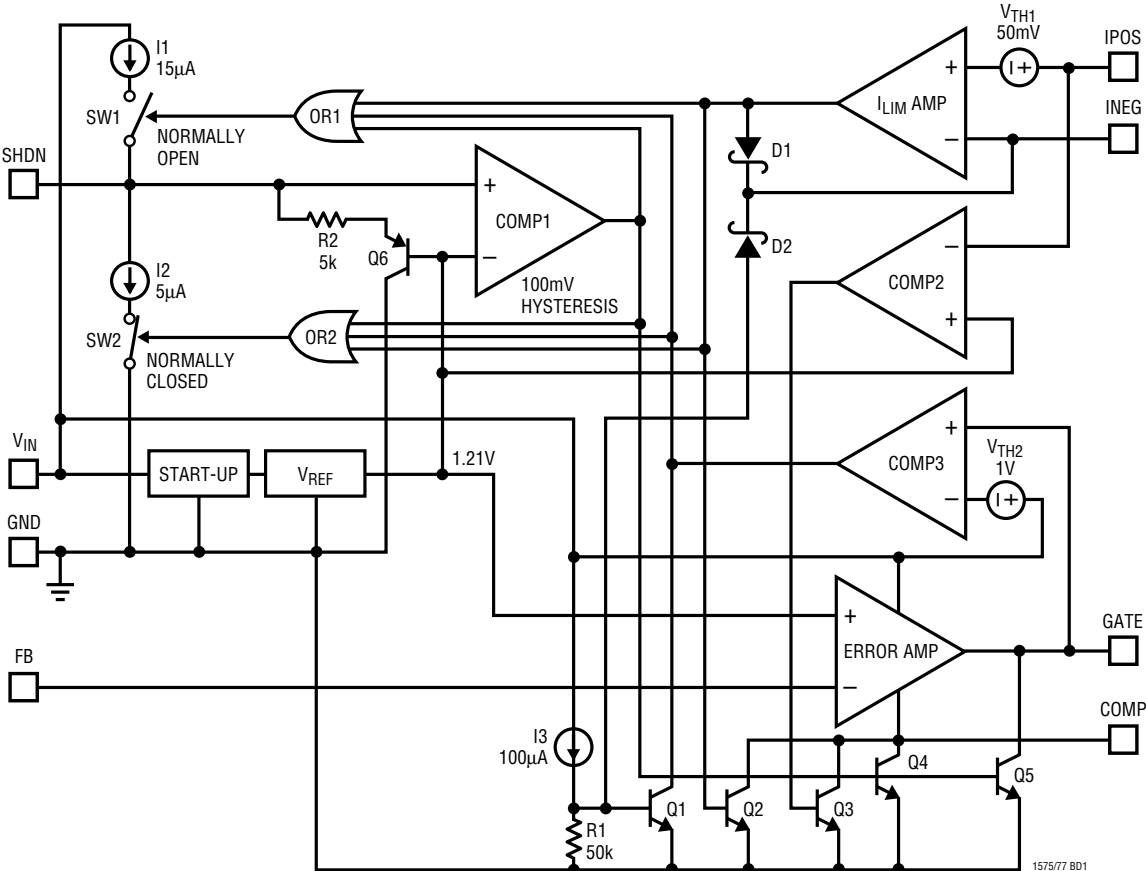 I1
15µA
SW1
NORMALLY
OPEN
OR1
V_TH1
50mV
IPOS
+
I_LIM AMP
−
INEG
D1
SHDN
+
COMP1
−
100mV
HYSTERESIS
R2
5k
Q6
D2
−
COMP2
+
I2
5µA
SW2
NORMALLY
CLOSED
OR2
V_IN
START-UP
V_REF
1.21V
+
COMP3
−
V_TH2
1V
GND
+
ERROR AMP
−
GATE
FB
COMP
I3
100µA
R1
50k
Q1
Q2
Q3
Q4
Q5
1575/77 BD1